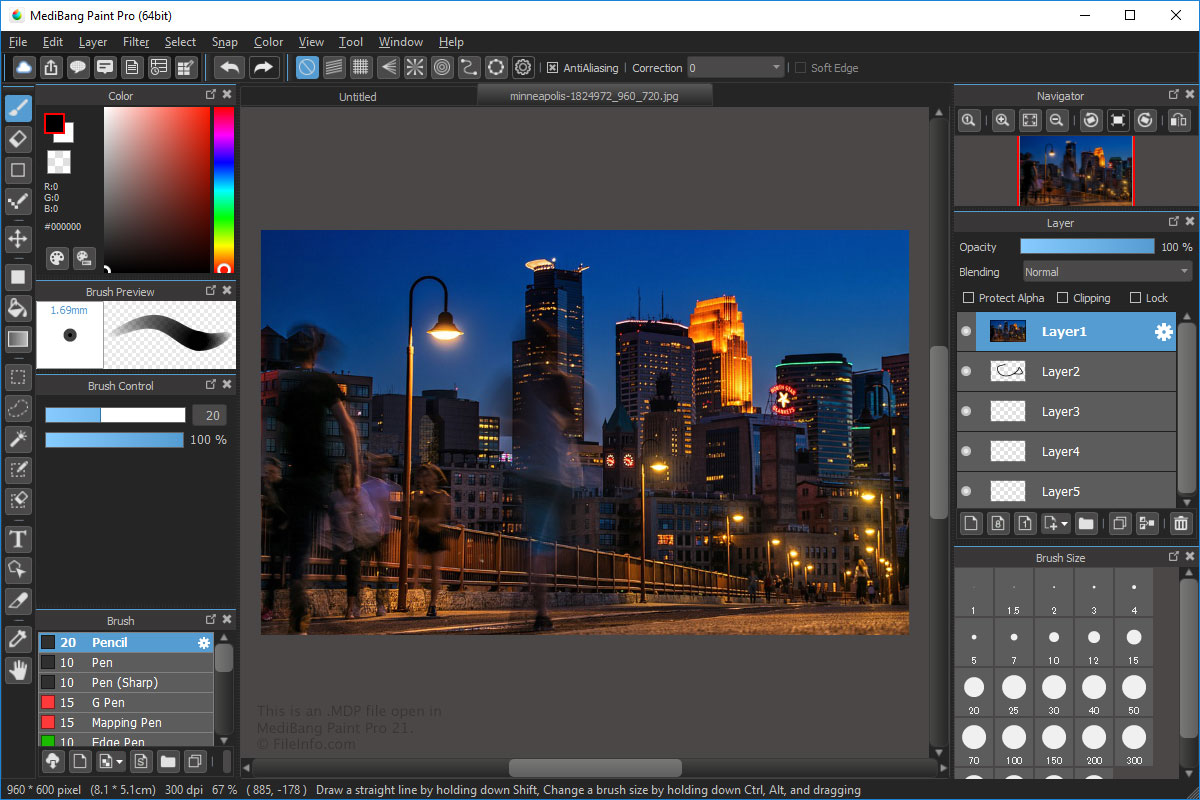 MediBang Paint Pro (64bit)
File Edit Layer Filter Select Snap Color View Tool Window Help
AntiAliasing Correction 0 Soft Edge
Color
R:0
G:0
B:0
#000000
Brush Preview
1.69mm
Brush Control
20
100 %
Brush
20 Pencil
10 Pen
10 Pen (Sharp)
15 G Pen
15 Mapping Pen
10 Edge Pen
Untitled minneapolis-1824972_960_720.jpg
NORTH STAR
BLANKETS
This is an .MDP file open in
MediBang Paint Pro 21.
© FileInfo.com
Navigator
Layer
Opacity 100 %
Blending Normal
Protect Alpha Clipping Lock
Layer1
Layer2
Layer3
Layer4
Layer5
8 1
Brush Size
1 1.5 2 3 4
5 7 10 12 15
20 25 30 40 50
70 100 150 200 300
960 * 600 pixel (8.1 * 5.1cm) 300 dpi 67 % ( 885, -178 ) Draw a straight line by holding down Shift, Change a brush size by holding down Ctrl, Alt, and dragging